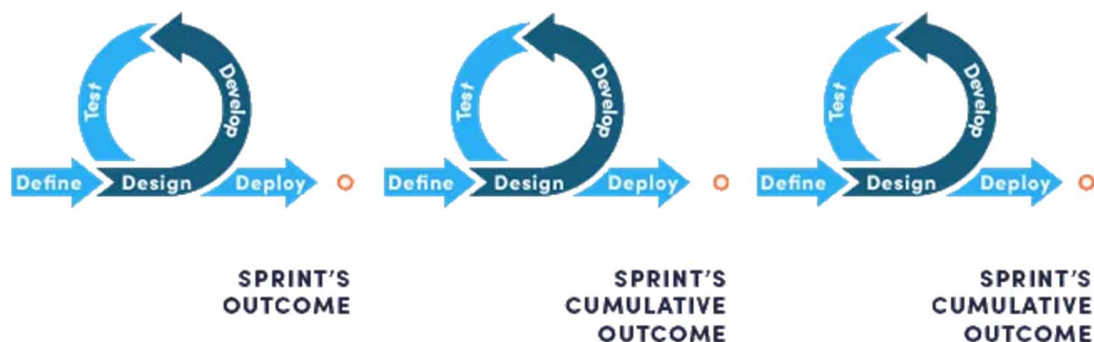 Test
Develop
Define
Design
Deploy
Test
Develop
Define
Design
Deploy
Test
Develop
Define
Design
Deploy
SPRINT'S
OUTCOME
SPRINT'S
CUMULATIVE
OUTCOME
SPRINT'S
CUMULATIVE
OUTCOME